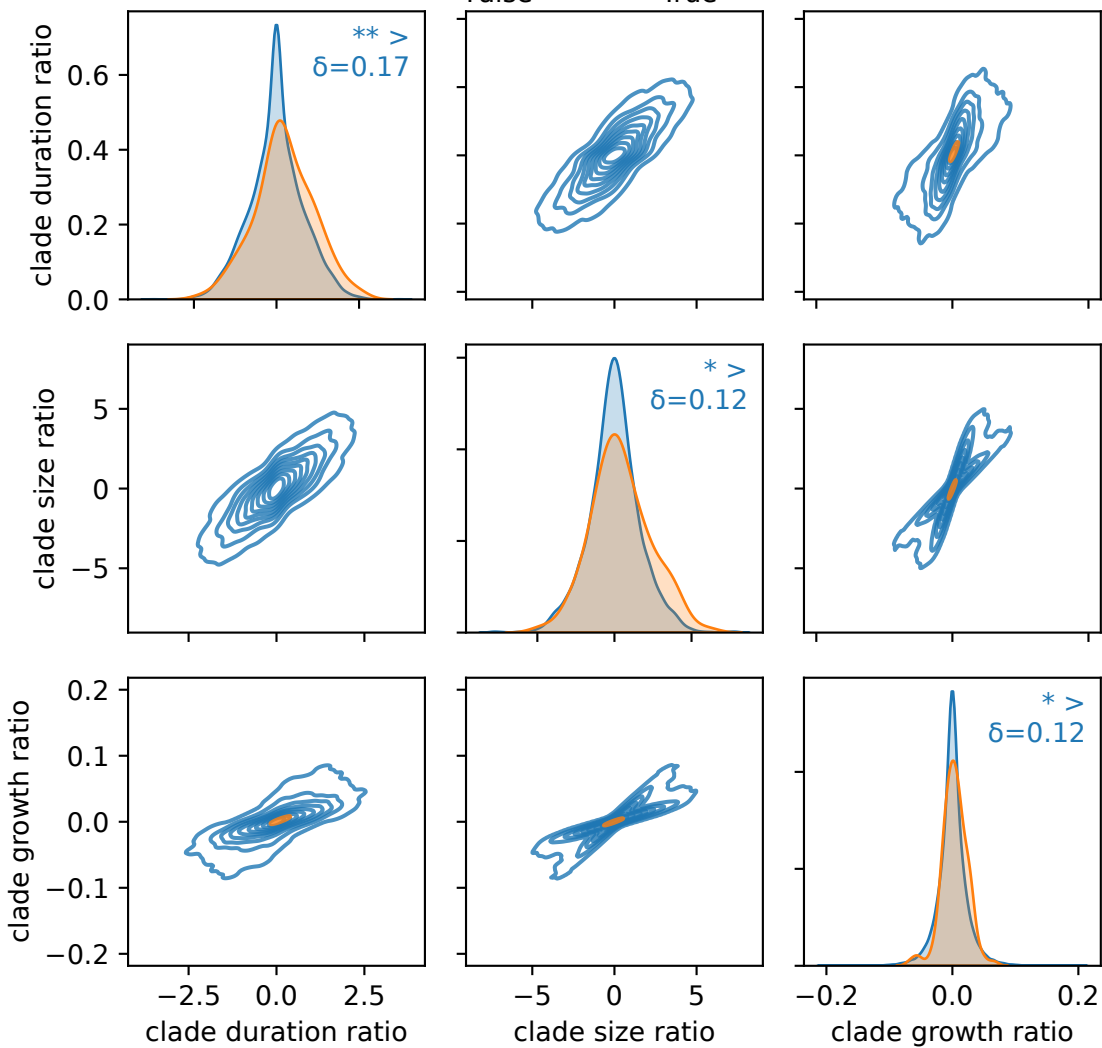 clade duration ratio
0.6
0.4
0.2
0.0
** >
δ=0.17
clade size ratio
5
0
−5
* >
δ=0.12
clade growth ratio
0.2
0.1
0.0
−0.1
−0.2
* >
δ=0.12
−2.5 0.0 2.5
−5 0 5
−0.2 0.0 0.2
clade duration ratio
clade size ratio
clade growth ratio